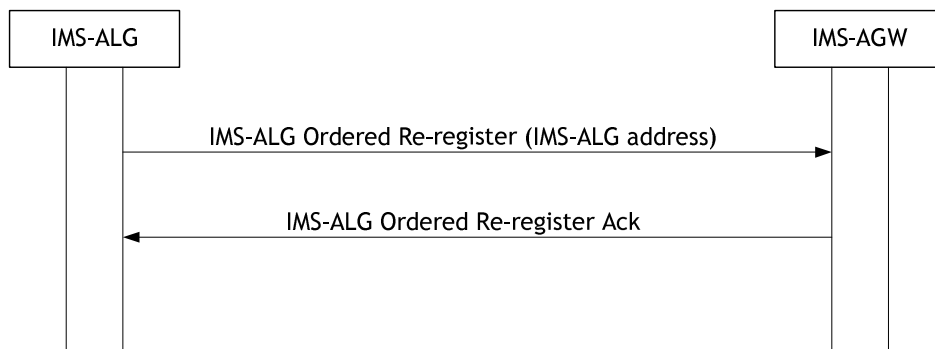 IMS-ALG
IMS-AGW
IMS-ALG Ordered Re-register (IMS-ALG address)
IMS-ALG Ordered Re-register Ack